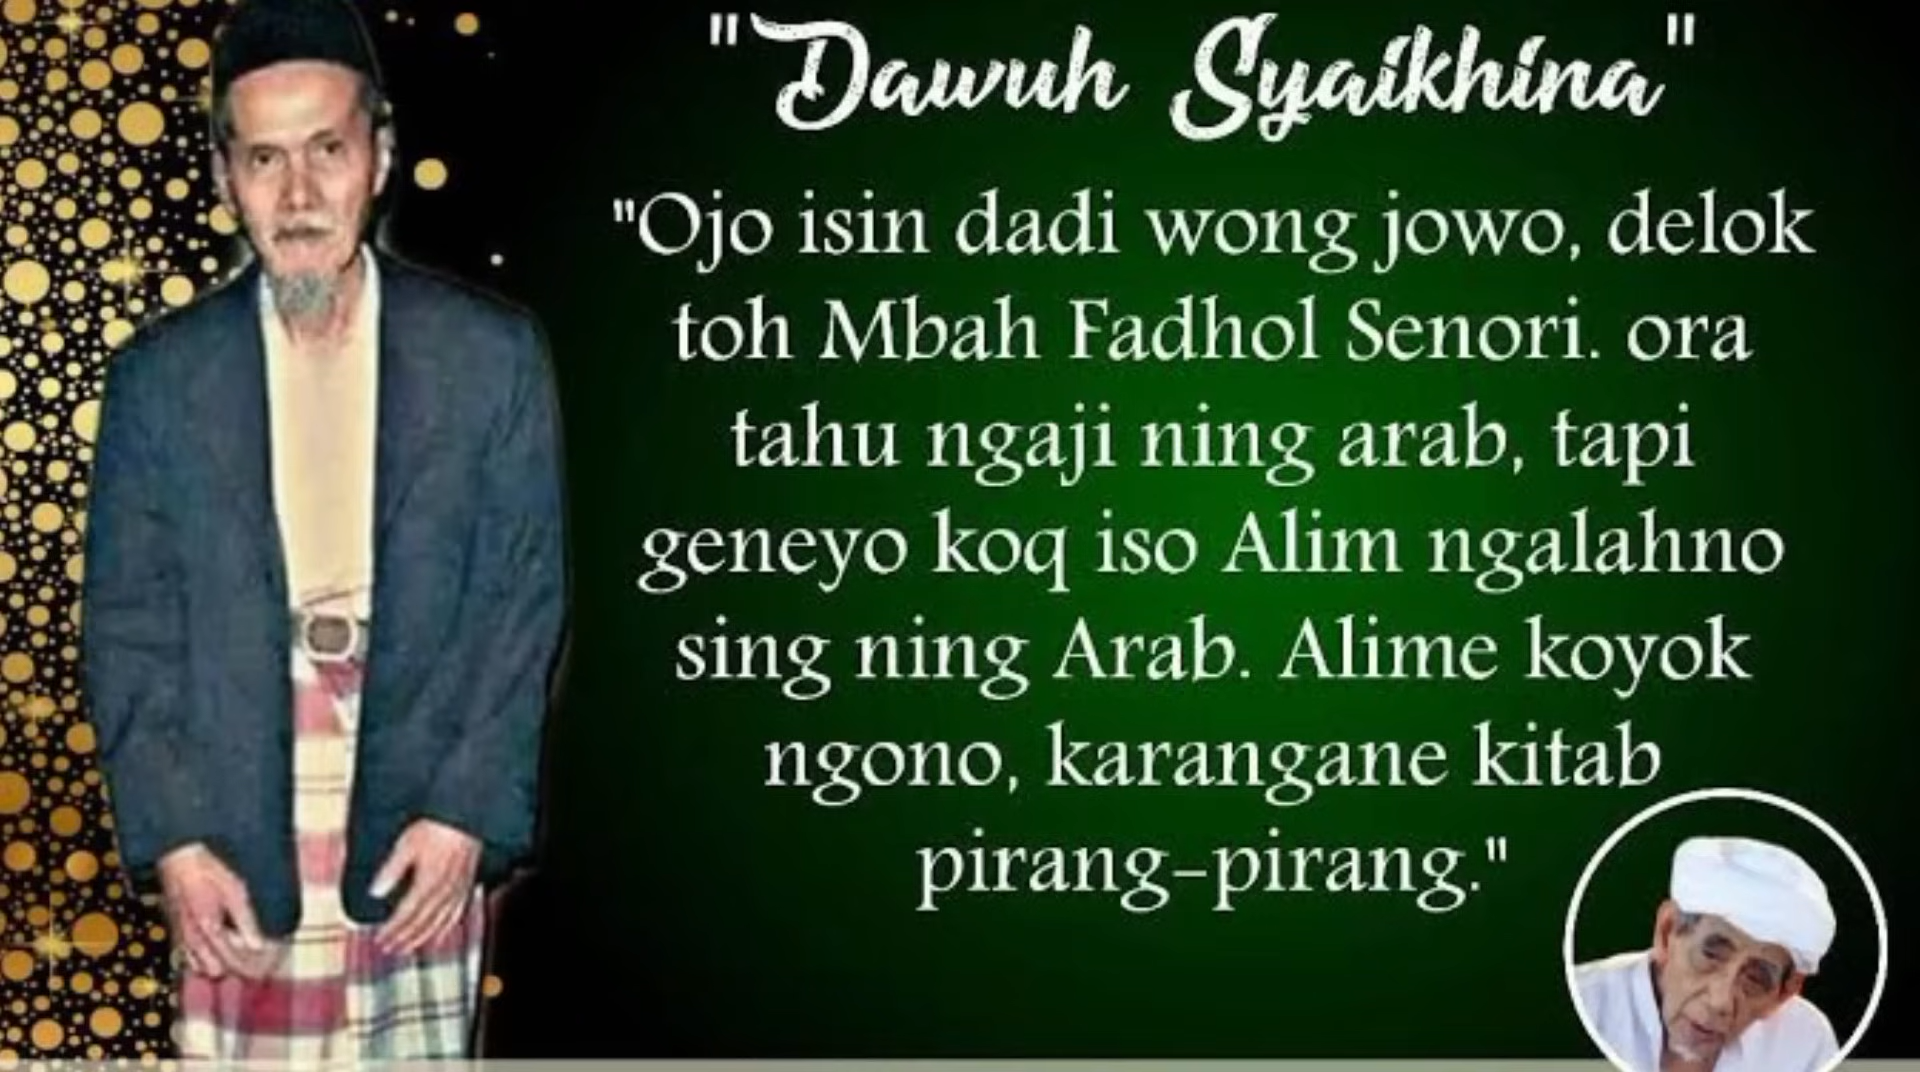 "Dawuh Syaikhina"
"Ojo isin dadi wong jowo, delok
toh Mbah Fadhol Senori. ora
tahu ngaji ning arab, tapi
geneyo koq iso Alim ngalahno
sing ning Arab. Alime koyok
ngono, karangane kitab
pirang-pirang."